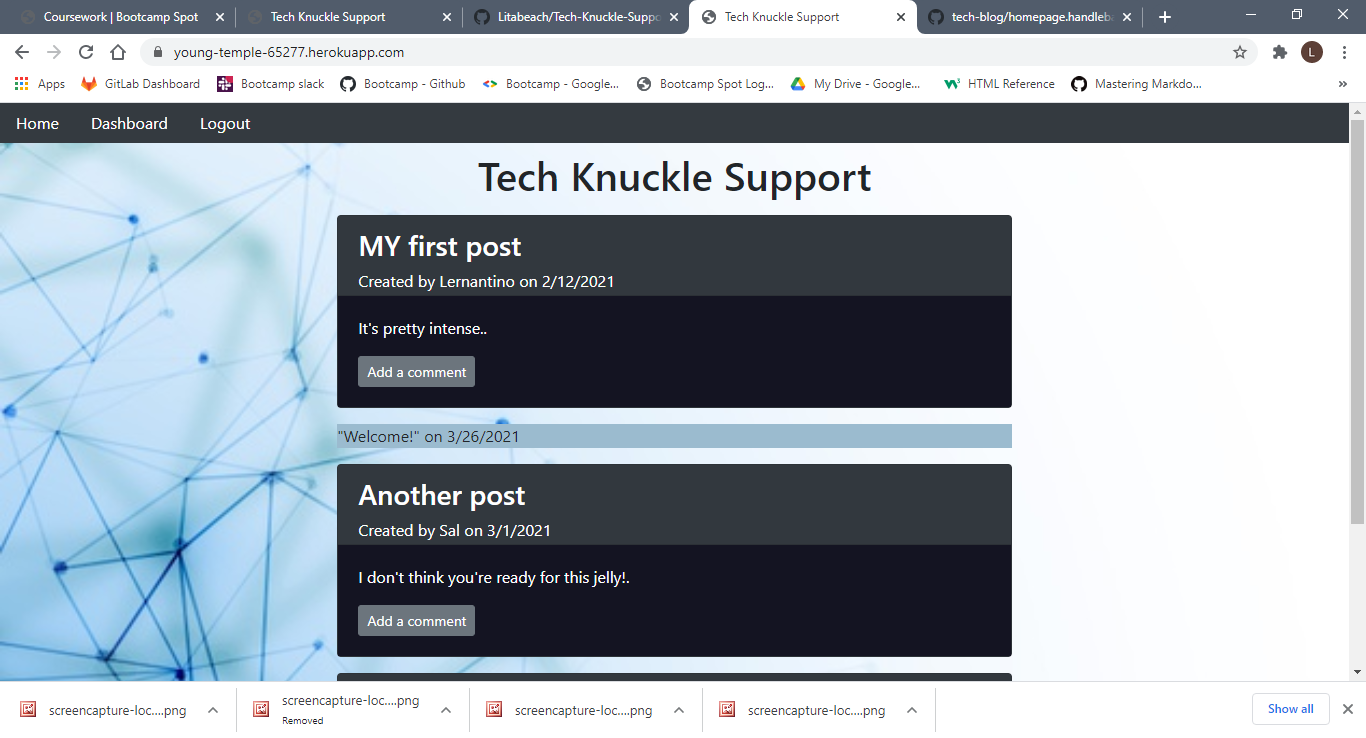 Coursework | Bootcamp Spot
Tech Knuckle Support
Litabeach/Tech-Knuckle-Suppo
Tech Knuckle Support
tech-blog/homepage.handleba
young-temple-65277.herokuapp.com
L
Apps
GitLab Dashboard
Bootcamp slack
Bootcamp - Github
Bootcamp - Google...
Bootcamp Spot Log...
My Drive - Google...
HTML Reference
Mastering Markdo...
Home
Dashboard
Logout
Tech Knuckle Support
MY first post
Created by Lernantino on 2/12/2021
It's pretty intense..
Add a comment
"Welcome!" on 3/26/2021
Another post
Created by Sal on 3/1/2021
I don't think you're ready for this jelly!.
Add a comment
screencapture-loc....png
screencapture-loc....png
Removed
screencapture-loc....png
screencapture-loc....png
Show all